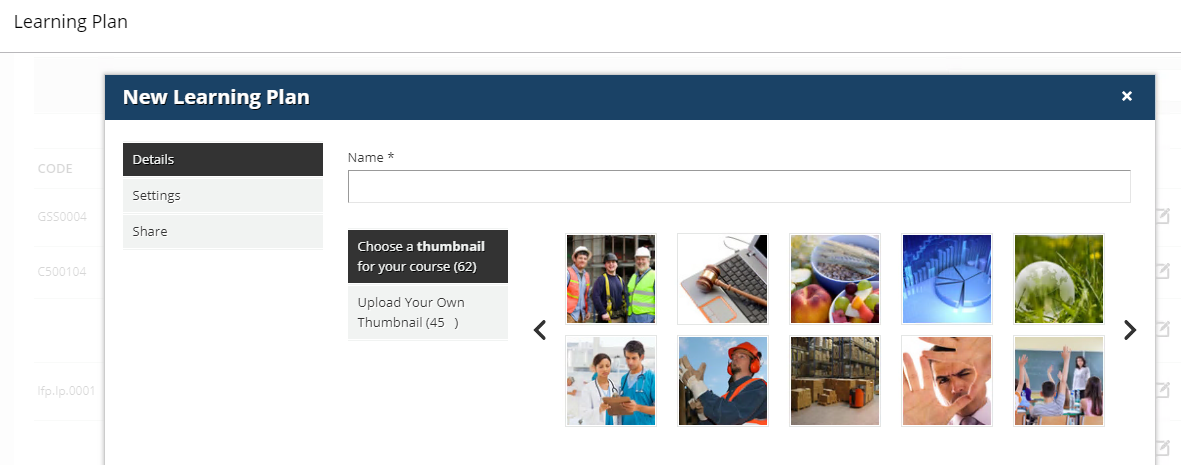 Learning Plan
New Learning Plan ×
Details
Settings
Share
Name *
Choose a thumbnail
for your course (62)
Upload Your Own
Thumbnail (45 )
CODE
GSS0004
C500104
lfp.lp.0001